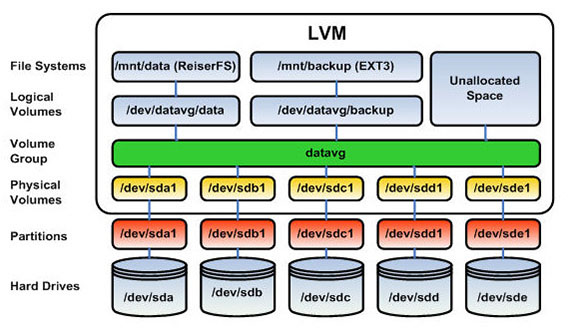 LVM
File Systems
/mnt/data (ReiserFS)
/mnt/backup (EXT3)
Unallocated
Space
Logical
Volumes
/dev/datavg/data
/dev/datavg/backup
Volume
Group
datavg
Physical
Volumes
/dev/sda1
/dev/sdb1
/dev/sdc1
/dev/sdd1
/dev/sde1
Partitions
/dev/sda1
/dev/sdb1
/dev/sdc1
/dev/sdd1
/dev/sde1
Hard Drives
/dev/sda
/dev/sdb
/dev/sdc
/dev/sdd
/dev/sde